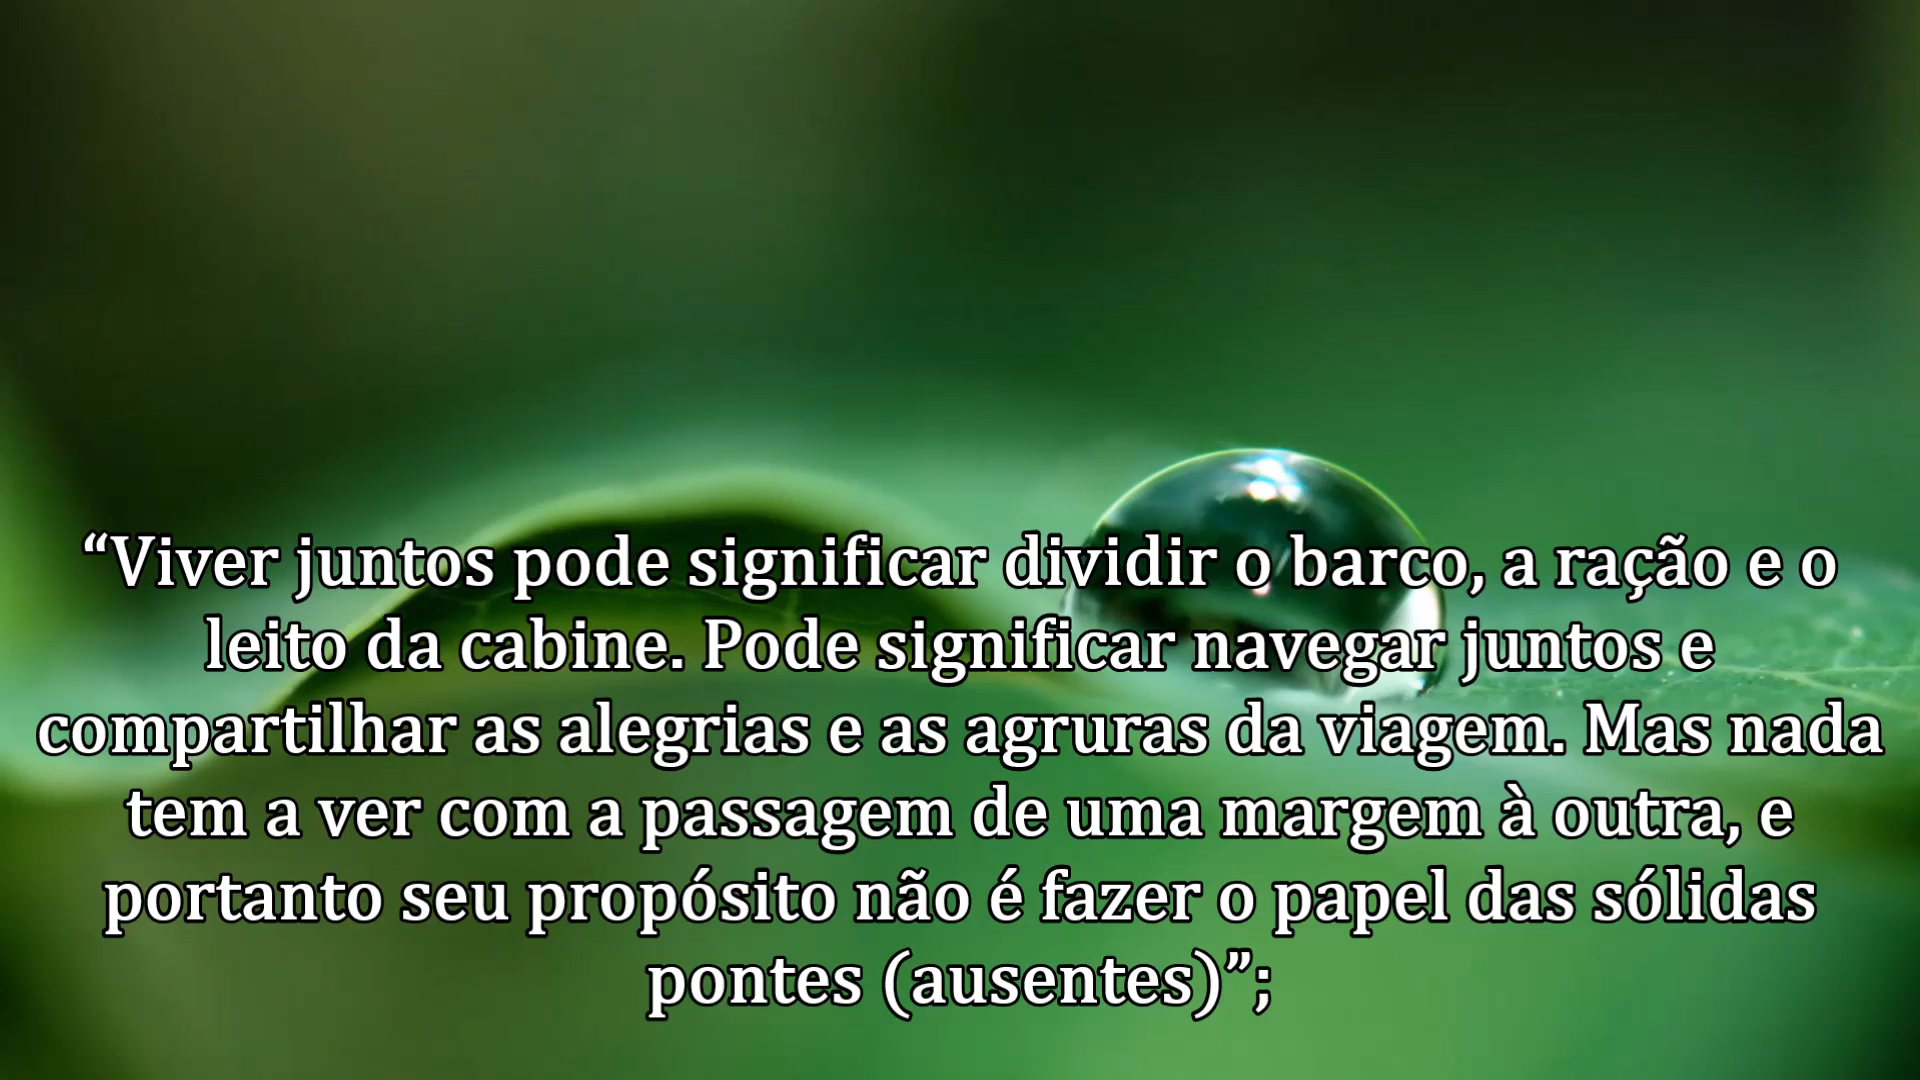 “Viver juntos pode significar dividir o barco, a ração e o
leito da cabine. Pode significar navegar juntos e
compartilhar as alegrias e as agruras da viagem. Mas nada
tem a ver com a passagem de uma margem à outra, e
portanto seu propósito não é fazer o papel das sólidas
pontes (ausentes)”;